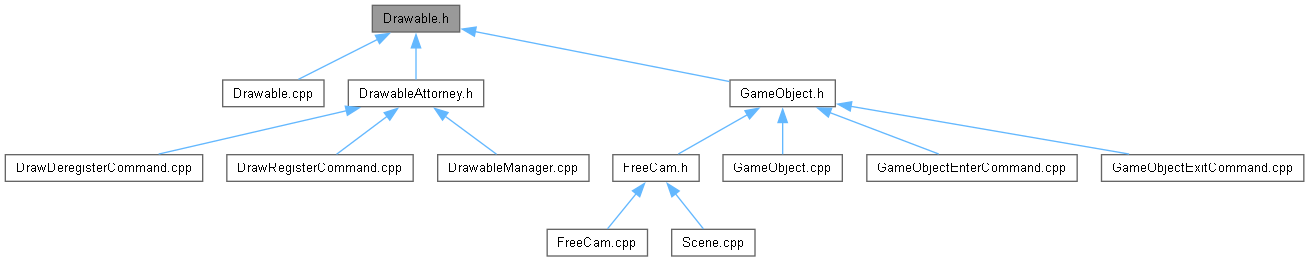 Drawable.h
Drawable.cpp
DrawableAttorney.h
GameObject.h
DrawDeregisterCommand.cpp
DrawRegisterCommand.cpp
DrawableManager.cpp
FreeCam.h
GameObject.cpp
GameObjectEnterCommand.cpp
GameObjectExitCommand.cpp
FreeCam.cpp
Scene.cpp